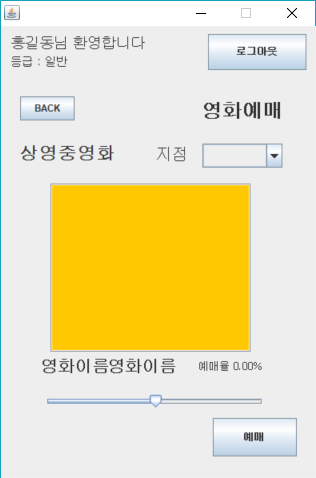 홍길동님 환영합니다
로그아웃
등급 : 일반
BACK
영화예매
상영중영화
지점
영화이름영화이름
예매율 0.00%
예매